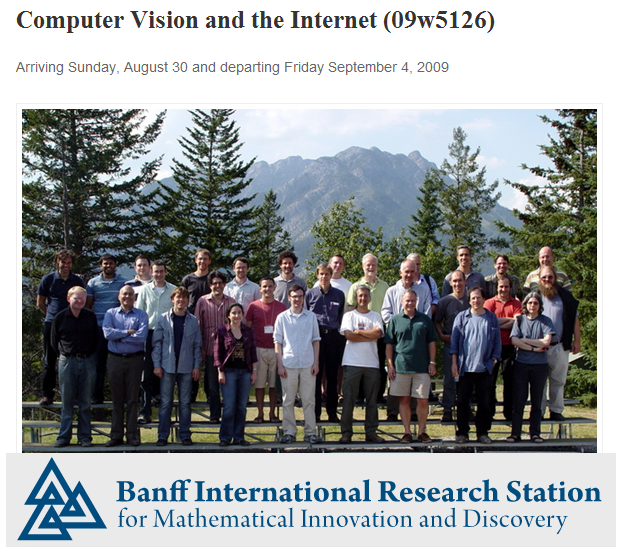 Computer Vision and the Internet (09w5126)
Arriving Sunday, August 30 and departing Friday September 4, 2009
Banff International Research Station
for Mathematical Innovation and Discovery